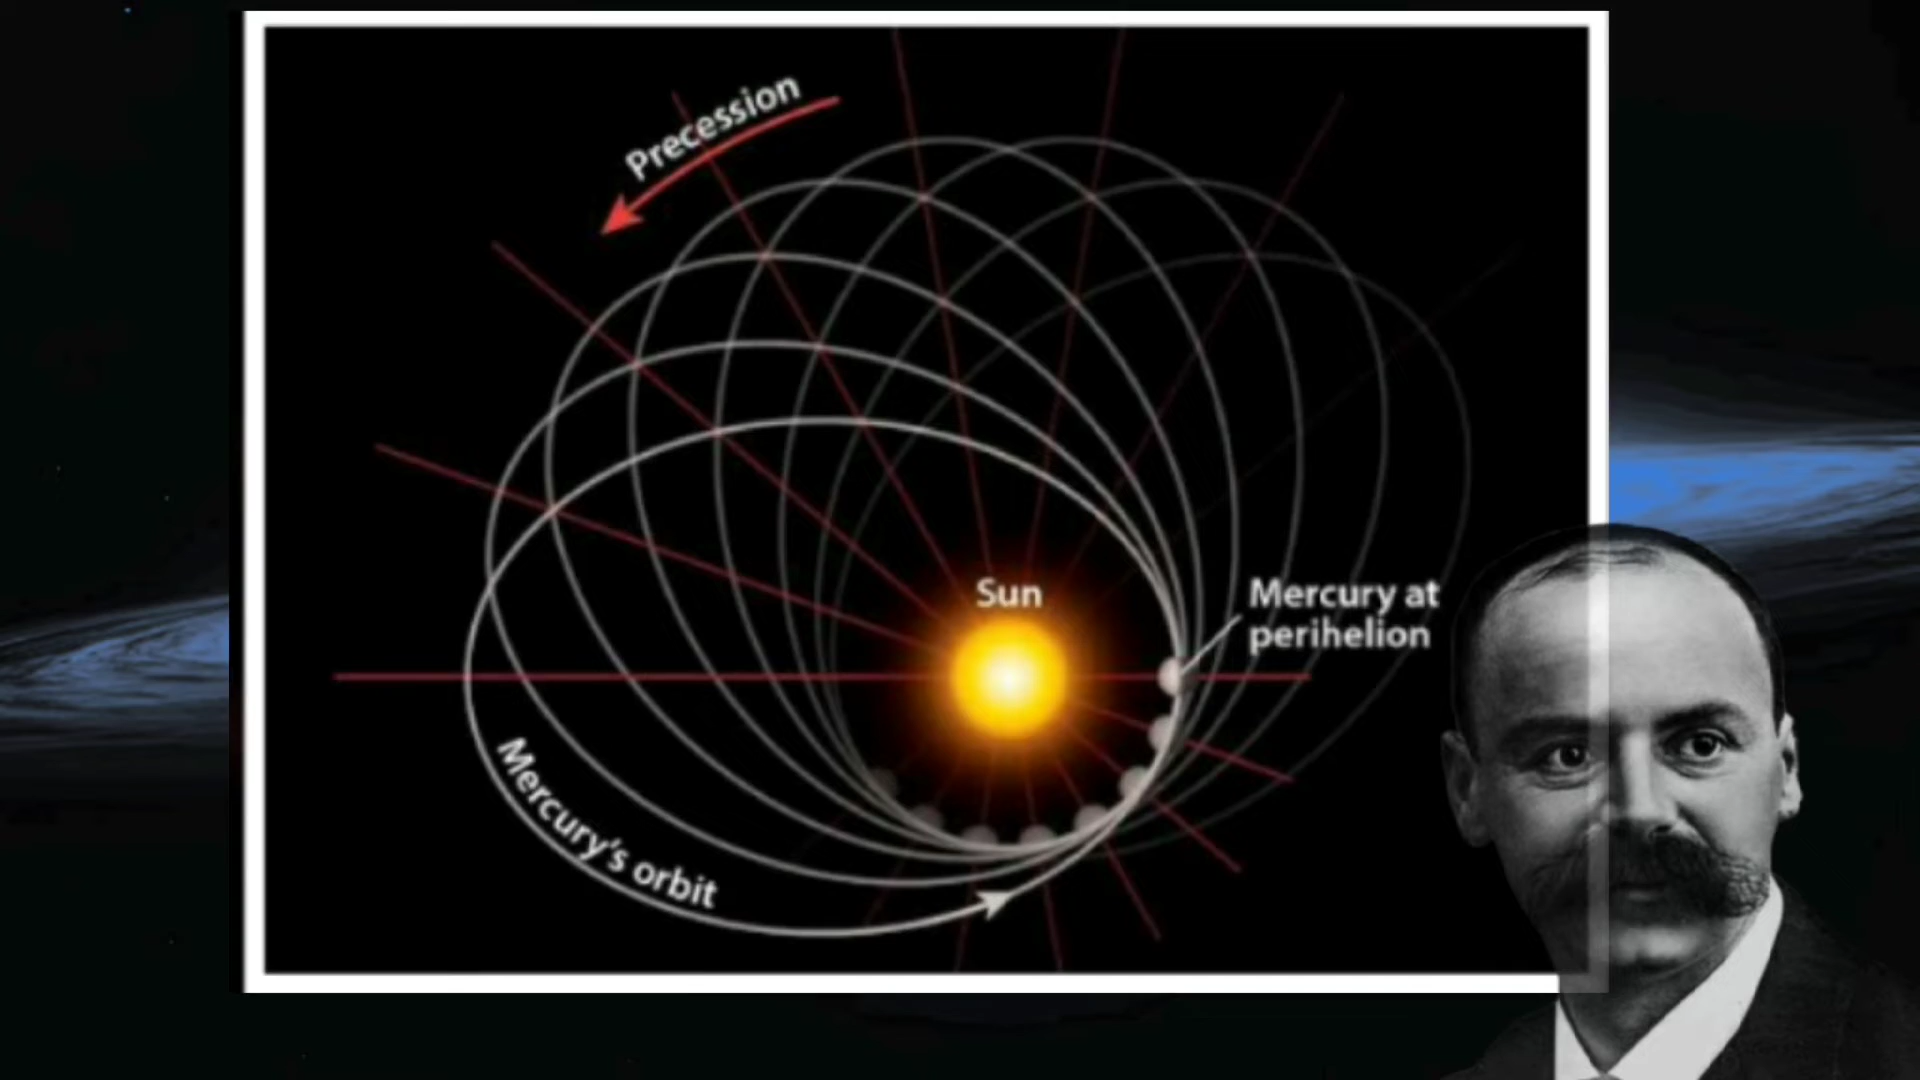 Precession
Sun
Mercury at
perihelion
Mercury's orbit